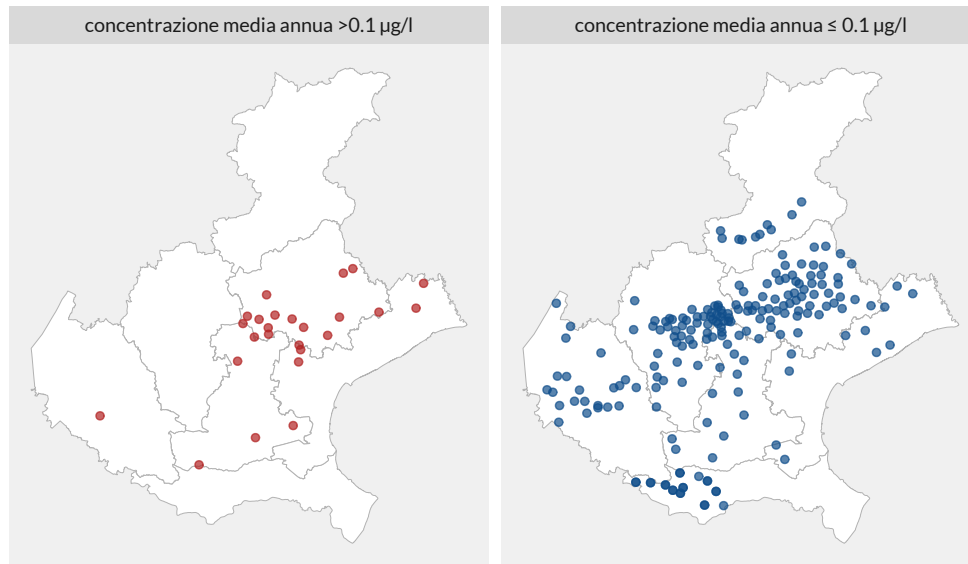 concentrazione media annua >0.1 µg/l
concentrazione media annua ≤ 0.1 µg/l